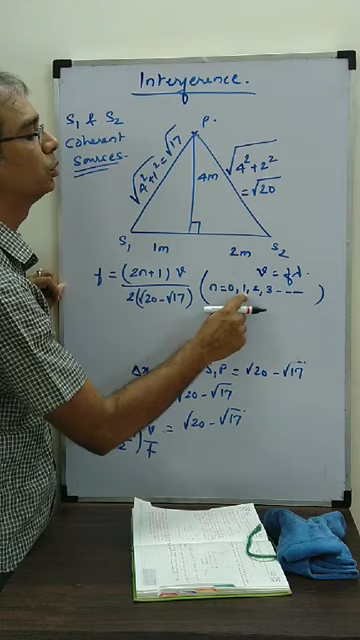 Interference.
S₁ & S₂
Coherent
Sources.
P.
√4²+1² = √17
4m
√4²+2²
= √20
S₁ 1m 2m S₂
v = fλ.
f = (2n+1) v / 2(√20 - √17) (n = 0, 1, 2, 3 ---- )
Δx S₁P = √20 - √17
√20 - √17
v/f = √20 - √17